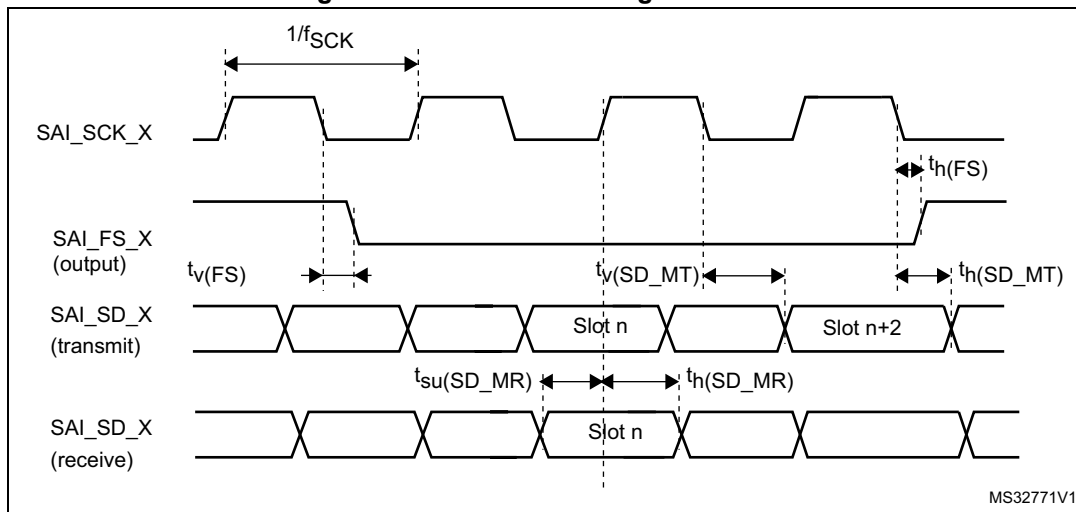 1/fSCK
SAI_SCK_X
th(FS)
SAI_FS_X
(output)
tv(FS)
tv(SD_MT)
th(SD_MT)
SAI_SD_X
(transmit)
Slot n
Slot n+2
tsu(SD_MR)
th(SD_MR)
SAI_SD_X
(receive)
Slot n
MS32771V1